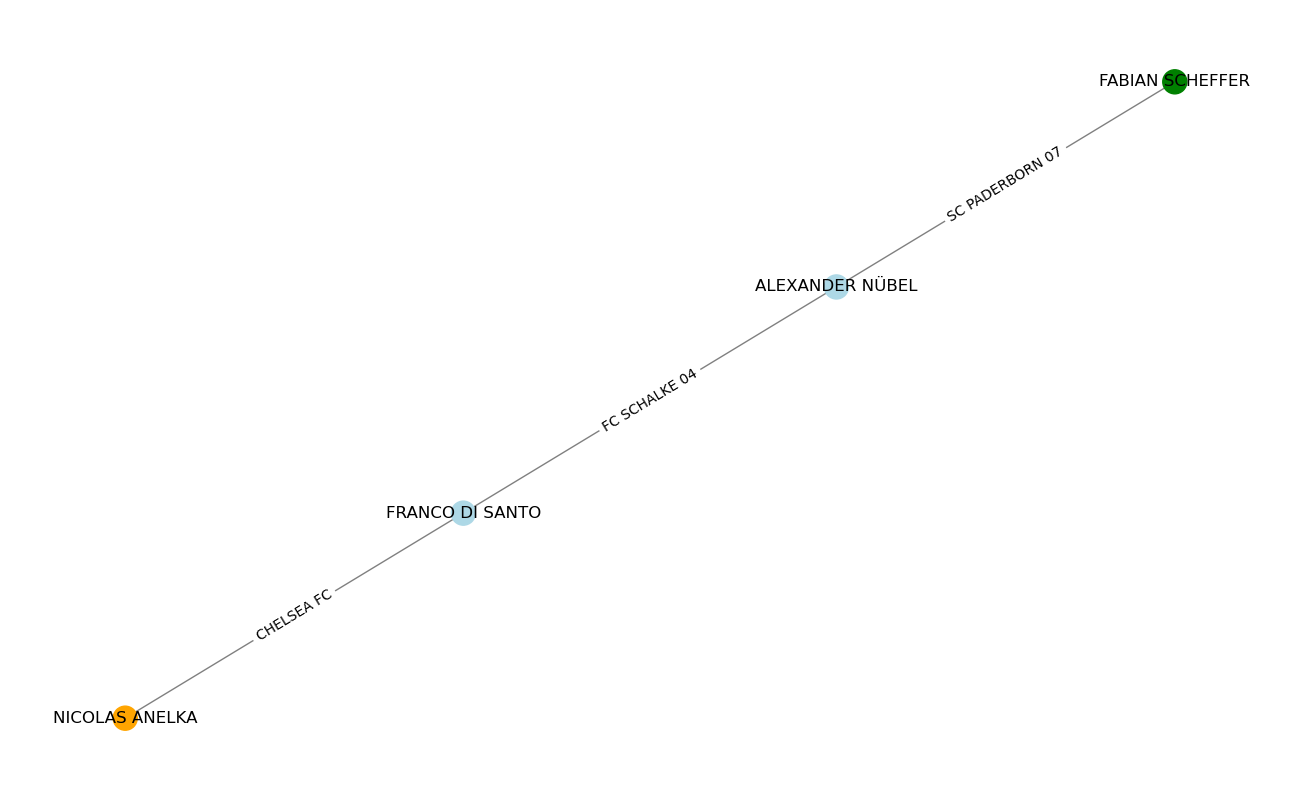 FABIAN SCHEFFER
SC PADERBORN 07
ALEXANDER NÜBEL
FC SCHALKE 04
FRANCO DI SANTO
CHELSEA FC
NICOLAS ANELKA